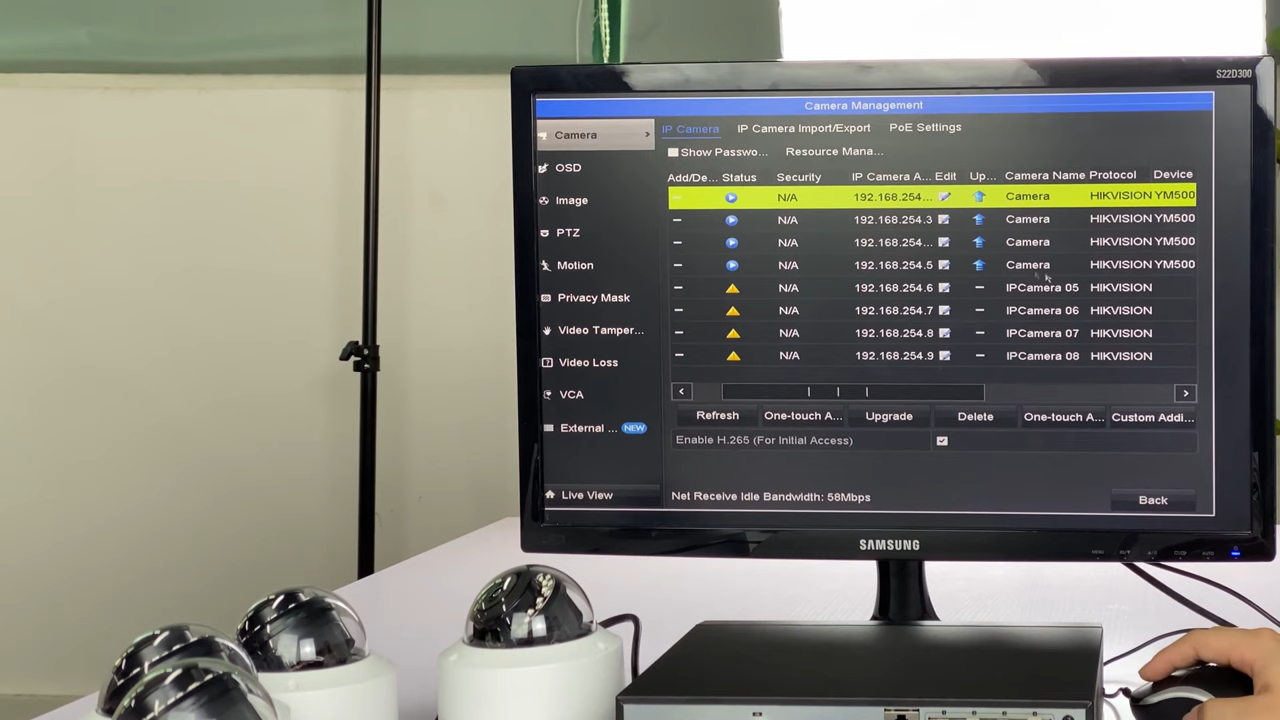 S22D300
Camera Management
Camera > IP Camera IP Camera Import/Export PoE Settings
Show Passwo... Resource Mana...
OSD
Add/De... Status Security IP Camera A... Edit Up... Camera Name Protocol Device
Image N/A 192.168.254... Camera HIKVISION YM500
— N/A 192.168.254.3 Camera HIKVISION YM500
PTZ — N/A 192.168.254... Camera HIKVISION YM500
Motion — N/A 192.168.254.5 Camera HIKVISION YM500
Privacy Mask — N/A 192.168.254.6 — IPCamera 05 HIKVISION
— N/A 192.168.254.7 — IPCamera 06 HIKVISION
Video Tamper... — N/A 192.168.254.8 — IPCamera 07 HIKVISION
Video Loss — N/A 192.168.254.9 — IPCamera 08 HIKVISION
VCA < >
Refresh One-touch A... Upgrade Delete One-touch A... Custom Addi...
External ... NEW
Enable H.265 (For Initial Access)
Live View Net Receive Idle Bandwidth: 58Mbps Back
SAMSUNG
MENU AUTO